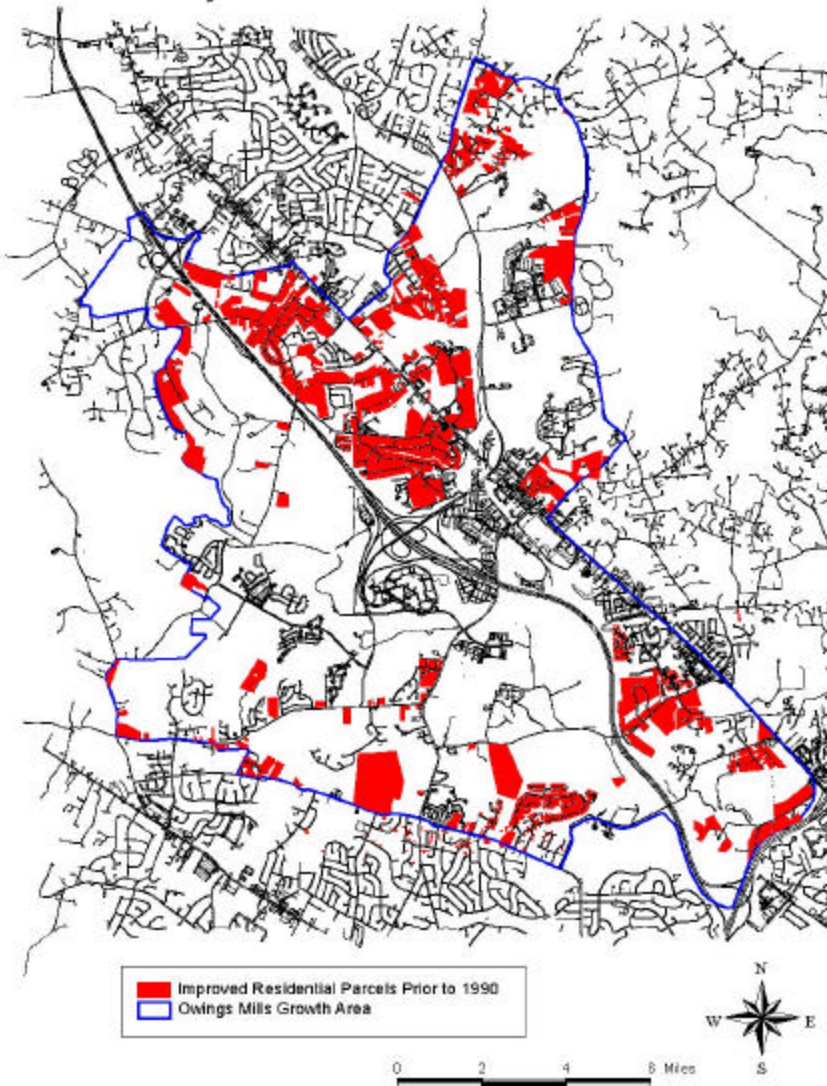 Improved Residential Parcels Prior to 1990
Owings Mills Growth Area
N
W E
S
0 2 4 6 Miles